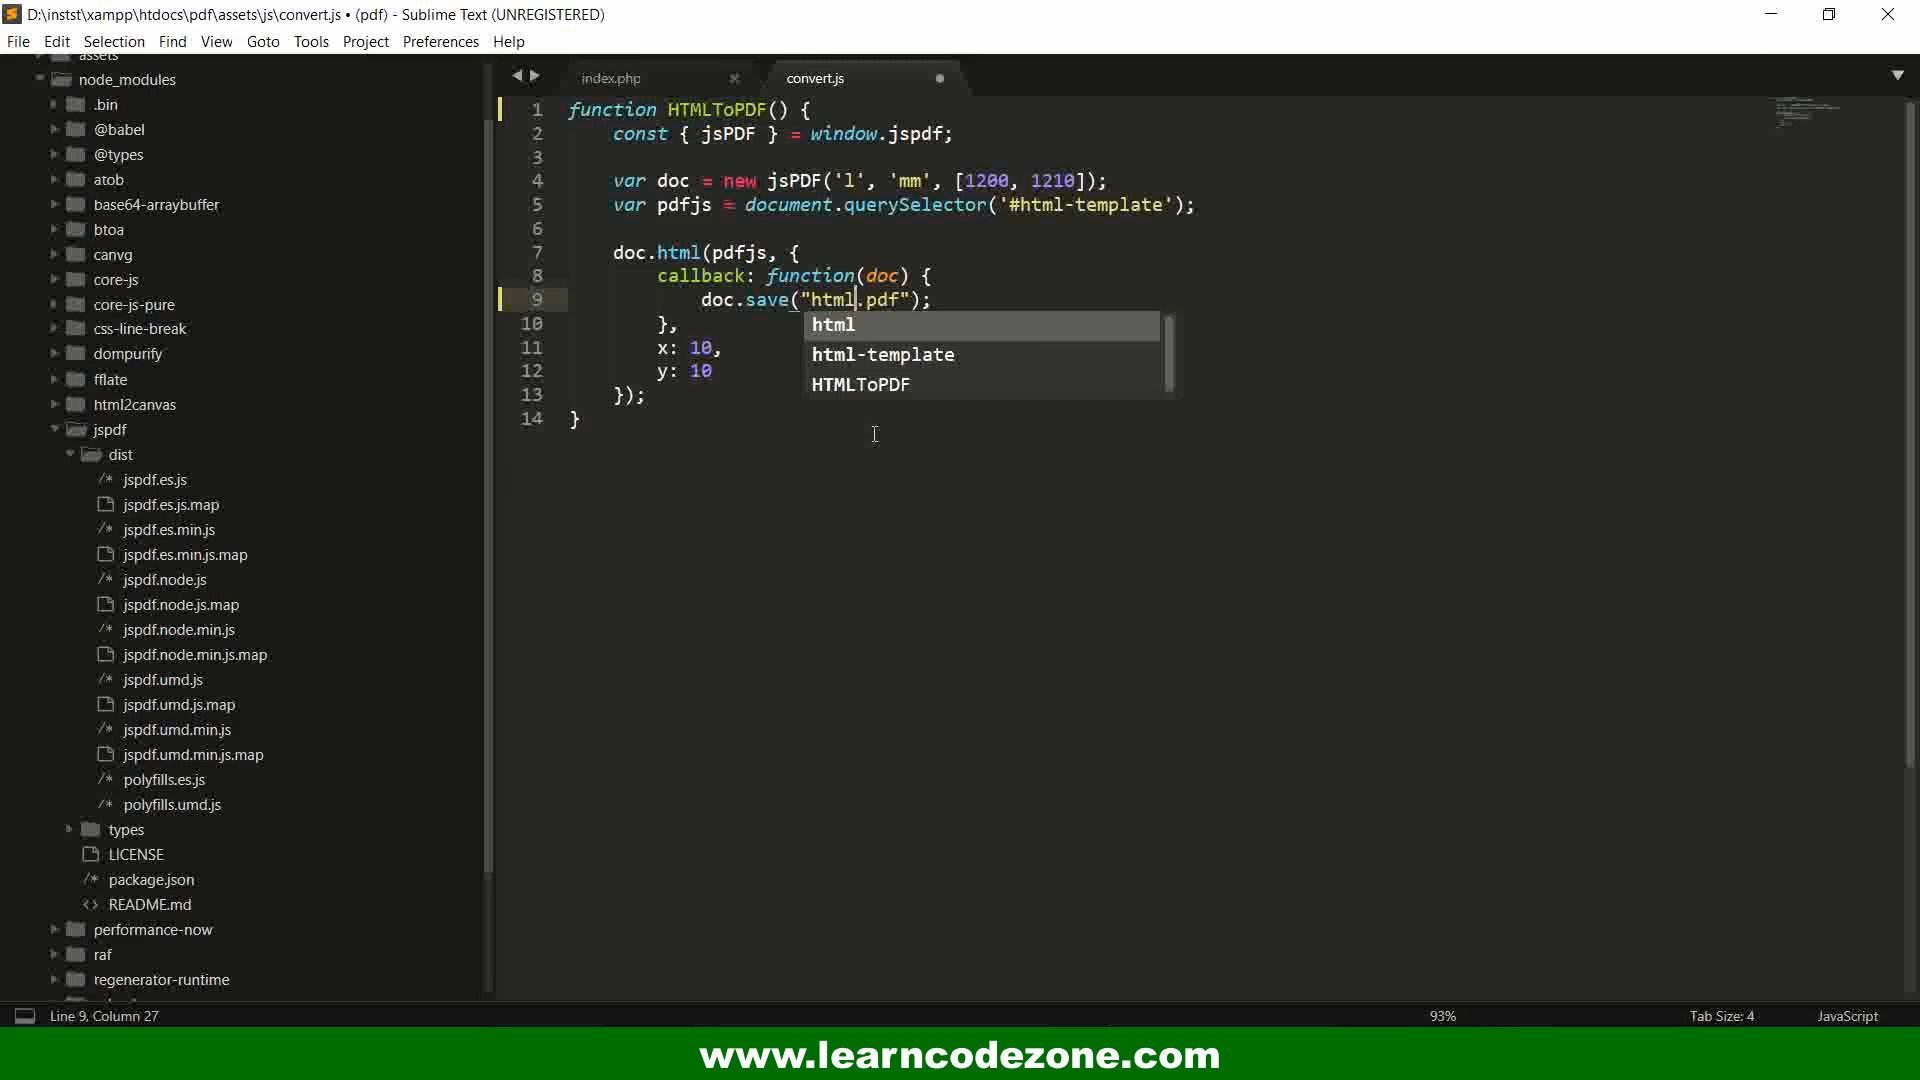 D:\instst\xampp\htdocs\pdf\assets\js\convert.js • (pdf) - Sublime Text (UNREGISTERED)
File Edit Selection Find View Goto Tools Project Preferences Help
assets
node_modules
.bin
@babel
@types
atob
base64-arraybuffer
btoa
canvg
core-js
core-js-pure
css-line-break
dompurify
fflate
html2canvas
jspdf
dist
jspdf.es.js
jspdf.es.js.map
jspdf.es.min.js
jspdf.es.min.js.map
jspdf.node.js
jspdf.node.js.map
jspdf.node.min.js
jspdf.node.min.js.map
jspdf.umd.js
jspdf.umd.js.map
jspdf.umd.min.js
jspdf.umd.min.js.map
polyfills.es.js
polyfills.umd.js
types
LICENSE
package.json
README.md
performance-now
raf
regenerator-runtime
index.php convert.js
1 function HTMLToPDF() {
2 const { jsPDF } = window.jspdf;
3
4 var doc = new jsPDF('l', 'mm', [1200, 1210]);
5 var pdfjs = document.querySelector('#html-template');
6
7 doc.html(pdfjs, {
8 callback: function(doc) {
9 doc.save("html.pdf");
10 },
11 x: 10,
12 y: 10
13 });
14 }
html
html-template
HTMLToPDF
Line 9, Column 27 93% Tab Size: 4 JavaScript
www.learncodezone.com